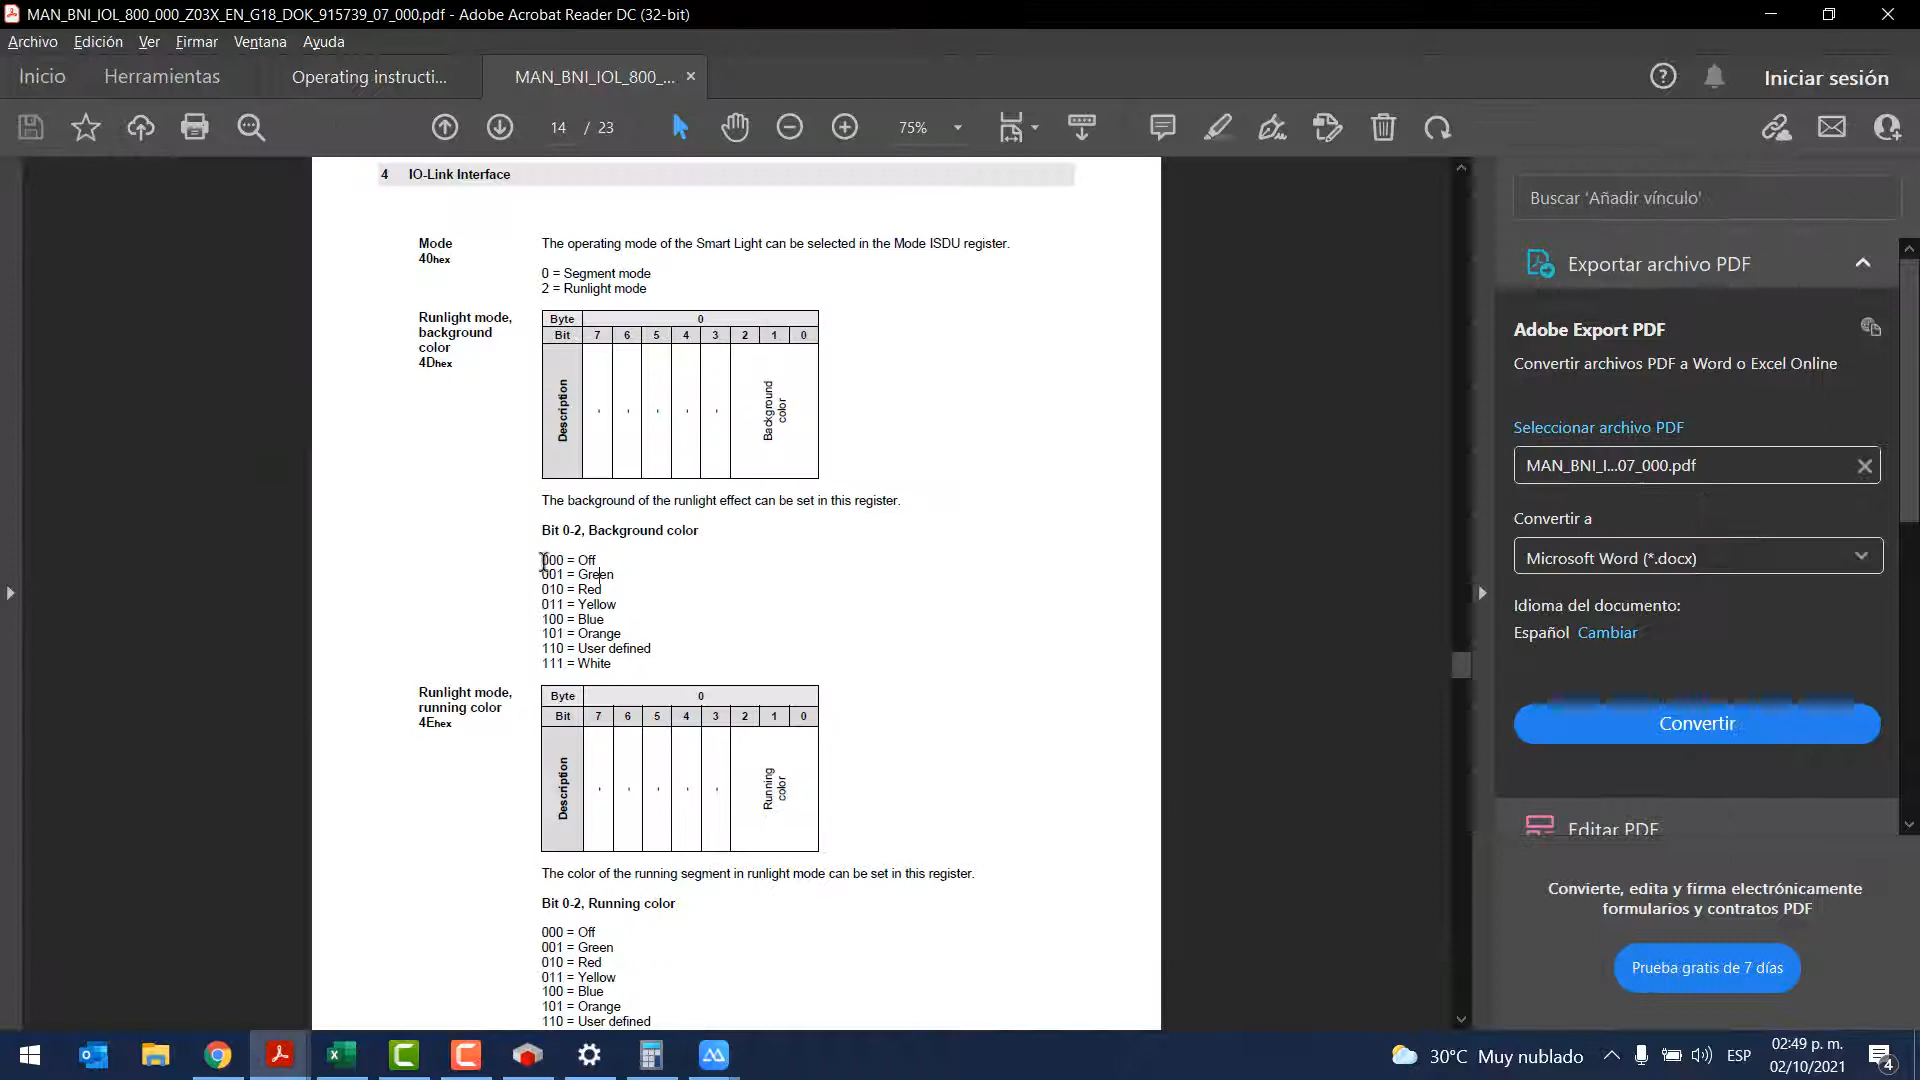 MAN_BNI_IOL_800_000_Z03X_EN_G18_DOK_915739_07_000.pdf - Adobe Acrobat Reader DC (32-bit)
Archivo Edición Ver Firmar Ventana Ayuda
Inicio Herramientas Operating instructi... MAN_BNI_IOL_800_... × Iniciar sesión
14 / 23 75%
4 IO-Link Interface
Mode
40hex
The operating mode of the Smart Light can be selected in the Mode ISDU register.
0 = Segment mode
2 = Runlight mode
Runlight mode,
background
color
4Dhex
Byte 0
Bit 7 6 5 4 3 2 1 0
Description - - - - - Background color
The background of the runlight effect can be set in this register.
Bit 0-2, Background color
000 = Off
001 = Green
010 = Red
011 = Yellow
100 = Blue
101 = Orange
110 = User defined
111 = White
Runlight mode,
running color
4Ehex
Byte 0
Bit 7 6 5 4 3 2 1 0
Description - - - - - Running color
The color of the running segment in runlight mode can be set in this register.
Bit 0-2, Running color
000 = Off
001 = Green
010 = Red
011 = Yellow
100 = Blue
101 = Orange
110 = User defined
Buscar 'Añadir vínculo'
Exportar archivo PDF
Adobe Export PDF
Convertir archivos PDF a Word o Excel Online
Seleccionar archivo PDF
MAN_BNI_I...07_000.pdf
Convertir a
Microsoft Word (*.docx)
Idioma del documento:
Español Cambiar
Convertir
Editar PDF
Convierte, edita y firma electrónicamente
formularios y contratos PDF
Prueba gratis de 7 días
30°C Muy nublado ESP 02:49 p. m.
02/10/2021 4